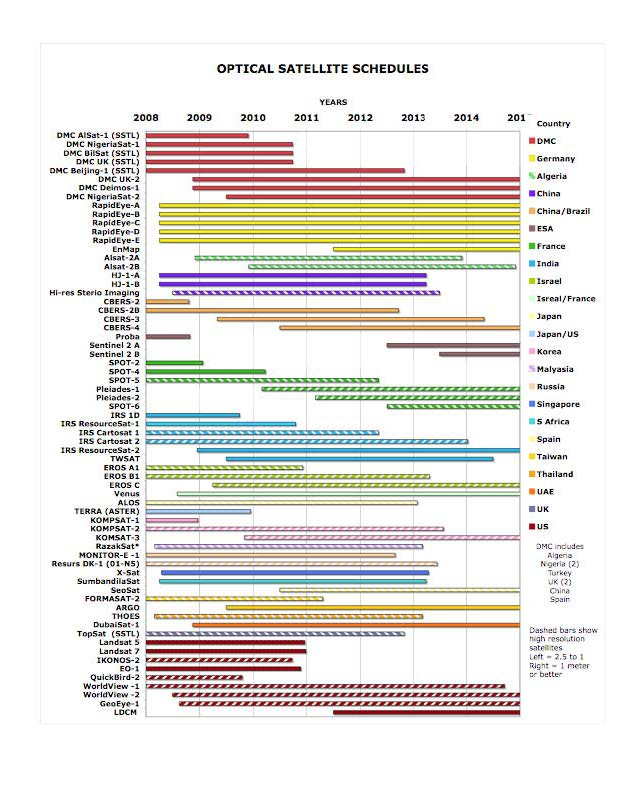 OPTICAL SATELLITE SCHEDULES
YEARS
2008 2009 2010 2011 2012 2013 2014 201
DMC AlSat-1 (SSTL)
DMC NigeriaSat-1
DMC BilSat (SSTL)
DMC UK (SSTL)
DMC Beijing-1 (SSTL)
DMC UK-2
DMC Deimos-1
DMC NigeriaSat-2
RapidEye-A
RapidEye-B
RapidEye-C
RapidEye-D
RapidEye-E
EnMap
Alsat-2A
Alsat-2B
HJ-1-A
HJ-1-B
Hi-res Sterio Imaging
CBERS-2
CBERS-2B
CBERS-3
CBERS-4
Proba
Sentinel 2 A
Sentinel 2 B
SPOT-2
SPOT-4
SPOT-5
Pleiades-1
Pleiades-2
SPOT-6
IRS 1D
IRS ResourceSat-1
IRS Cartosat 1
IRS Cartosat 2
IRS ResourceSat-2
TWSAT
EROS A1
EROS B1
EROS C
Venus
ALOS
TERRA (ASTER)
KOMPSAT-1
KOMPSAT-2
KOMSAT-3
RazakSat*
MONITOR-E -1
Resurs DK-1 (01-N5)
X-Sat
SumbandilaSat
SeoSat
FORMASAT-2
ARGO
THOES
DubaiSat-1
TopSat (SSTL)
Landsat 5
Landsat 7
IKONOS-2
EO-1
QuickBird-2
WorldView -1
WorldView -2
GeoEye-1
LDCM
Country
DMC
Germany
Algeria
China
China/Brazil
ESA
France
India
Israel
Isreal/France
Japan
Japan/US
Korea
Malyasia
Russia
Singapore
S Africa
Spain
Taiwan
Thailand
UAE
UK
US
DMC includes
Algeria
Nigeria (2)
Turkey
UK (2)
China
Spain
Dashed bars show
high resolution
satellites
Left = 2.5 to 1
Right = 1 meter
or better